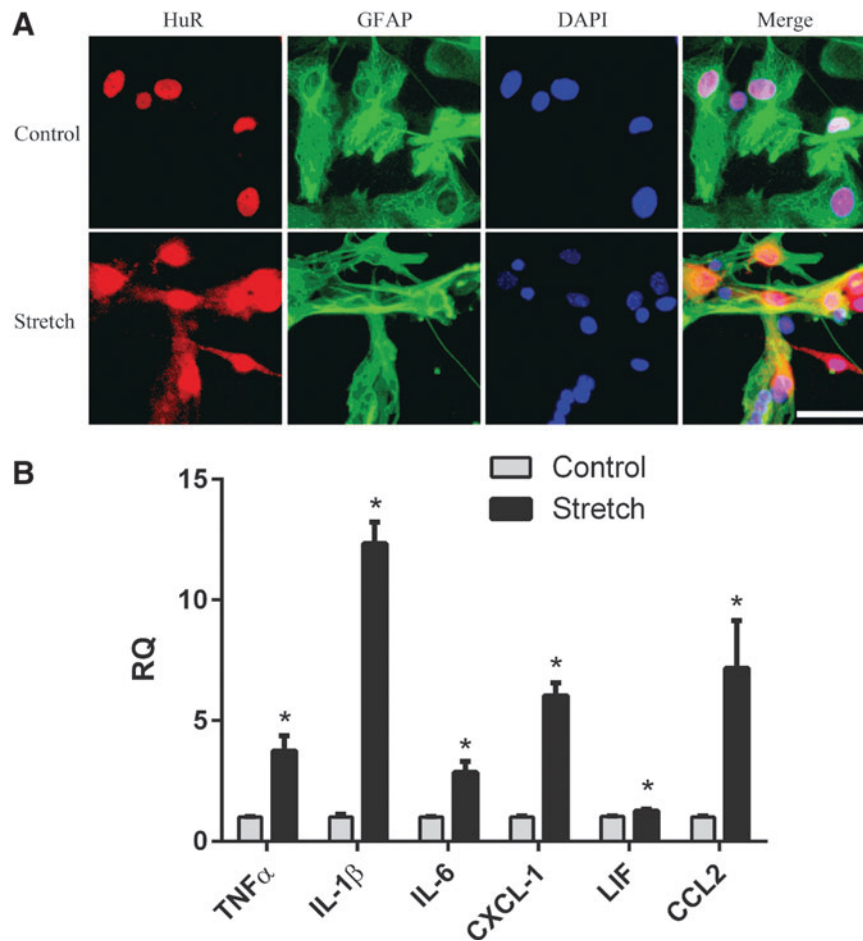 A
HuR GFAP DAPI Merge
Control
Stretch
B
Control
Stretch
15
10
5
0
RQ
* * * * * *
TNFα IL-1β IL-6 CXCL-1 LIF CCL2